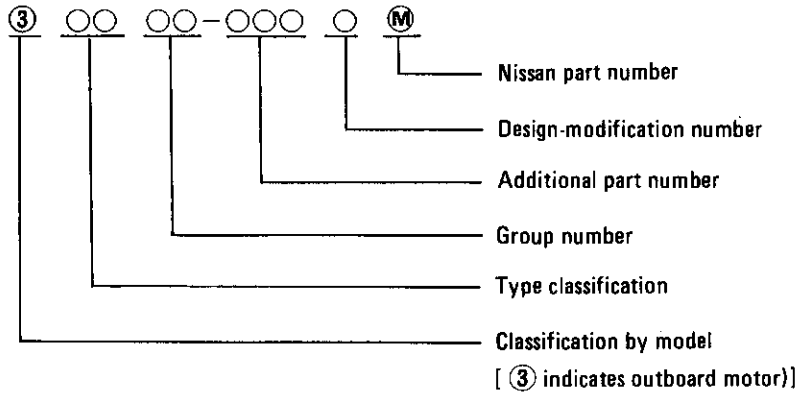 ③ ○○ ○○-○○○ ○ Ⓜ
Nissan part number
Design-modification number
Additional part number
Group number
Type classification
Classification by model
[ ③ indicates outboard motor)]